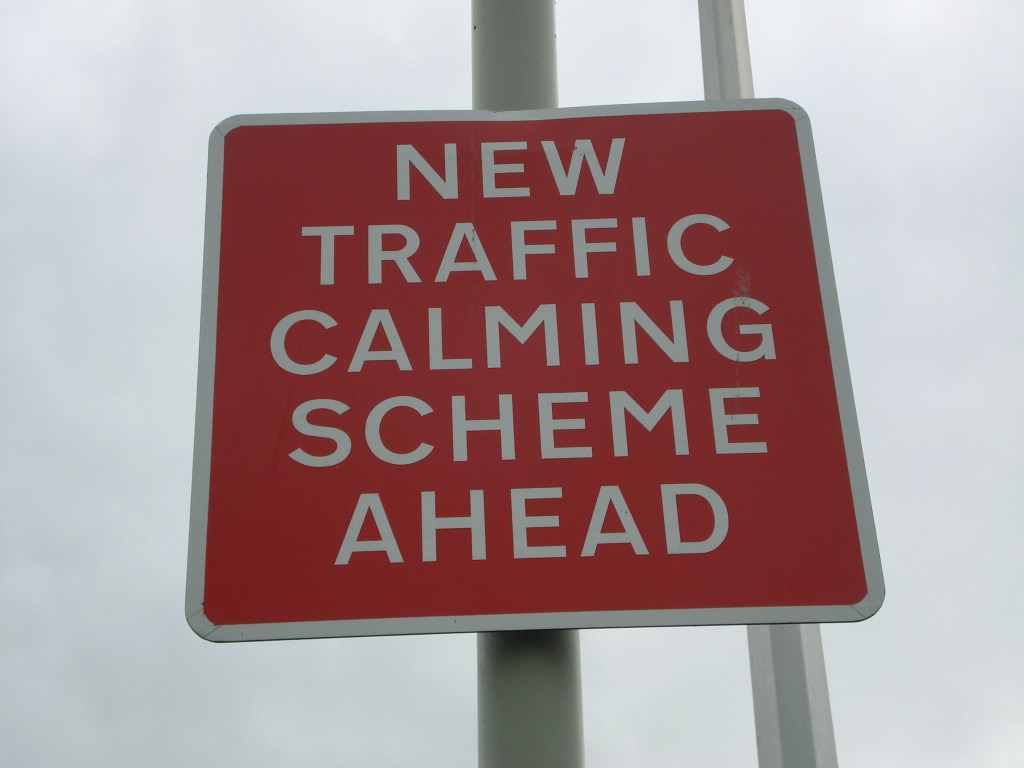 NEW
TRAFFIC
CALMING
SCHEME
AHEAD